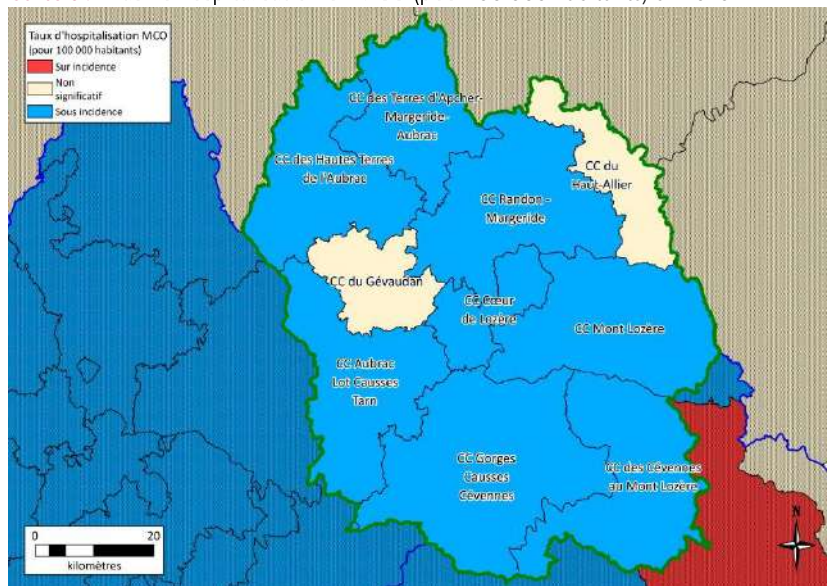 Taux d'hospitalisation MCO
(pour 100 000 habitants)
Sur incidence
Non
significatif
Sous incidence
CC des Terres d'Apcher-
Margeride-
Aubrac
CC des Hautes Terres
de l'Aubrac
CC du
Haut-Allier
CC Randon -
Margeride
CC du Gévaudan
CC Cœur
de Lozère
CC Mont Lozère
CC Aubrac
Lot Causses
Tarn
CC Gorges
Causses
Cévennes
CC des Cévennes
au Mont Lozère
N
0 20
kilomètres